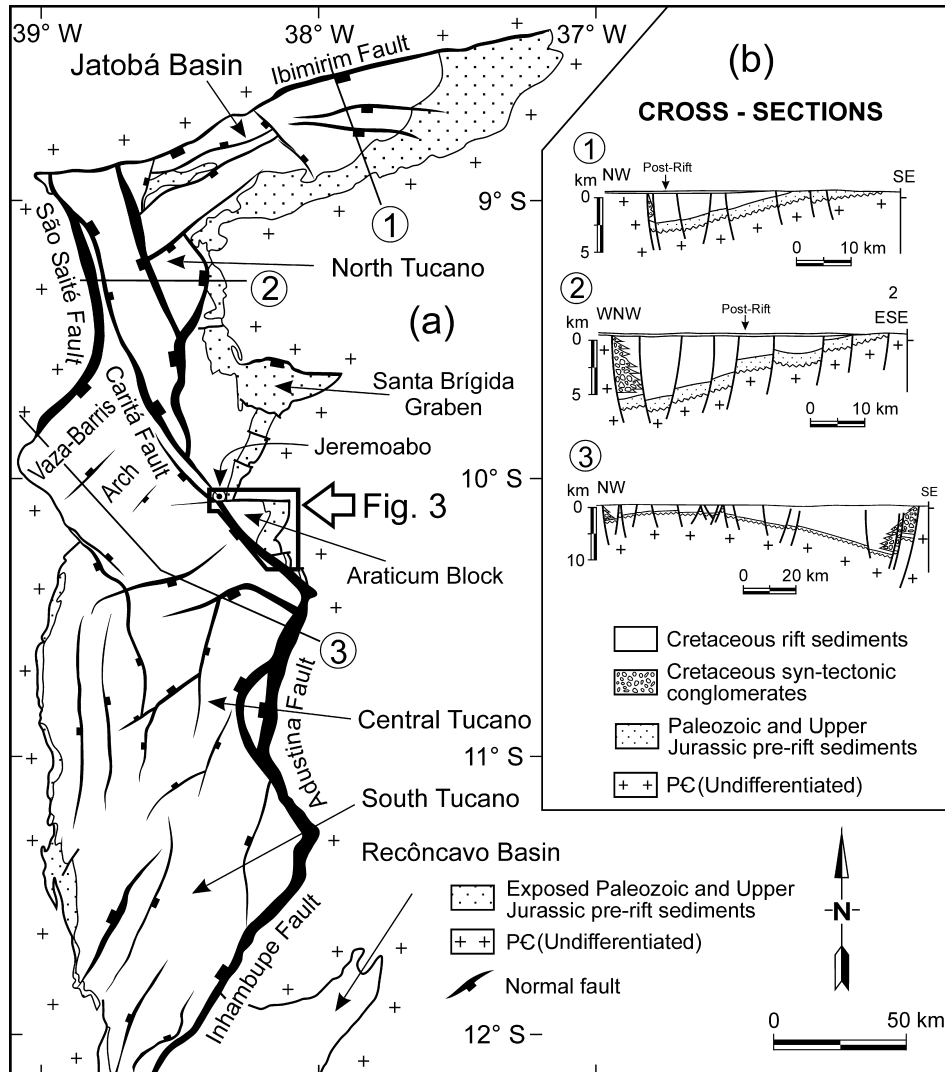 39° W
38° W
37° W
Ibimirim Fault
Jatobá Basin
1
9° S
São Saité Fault
North Tucano
2
(a)
Santa Brígida
Graben
Caritá Fault
Vaza-Barris
Arch
Jeremoabo
10° S
Fig. 3
Araticum Block
3
Central Tucano
Adustina Fault
11° S
South Tucano
Recôncavo Basin
Inhambupe Fault
12° S
Exposed Paleozoic and Upper
Jurassic pre-rift sediments
P€(Undifferentiated)
Normal fault
N
0 50 km
(b)
CROSS - SECTIONS
1
km NW Post-Rift SE
0
5
0 10 km
2
WNW Post-Rift 2
km ESE
0
5
0 10 km
3
km NW SE
0
10
0 20 km
Cretaceous rift sediments
Cretaceous syn-tectonic
conglomerates
Paleozoic and Upper
Jurassic pre-rift sediments
P€(Undifferentiated)